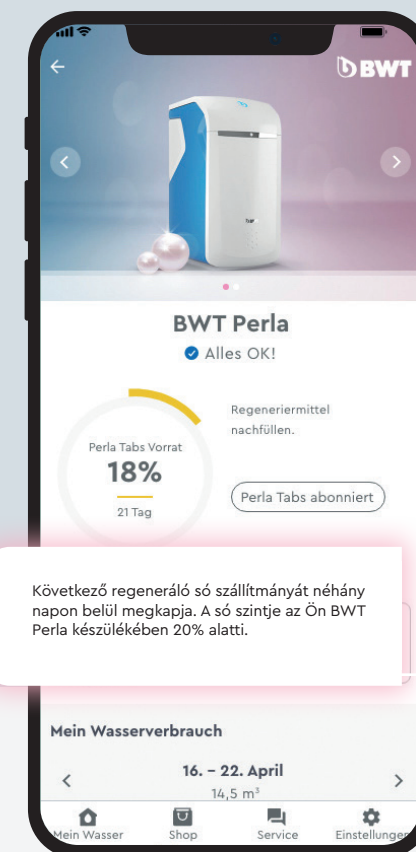 BWT
BWT Perla
Alles OK!
Regeneriermittel
nachfüllen.
Perla Tabs Vorrat
18%
21 Tag
Perla Tabs abonniert
Következő regeneráló só szállítmányát néhány
napon belül megkapja. A só szintje az Ön BWT
Perla készülékében 20% alatti.
Mein Wasserverbrauch
16. – 22. April
14,5 m³
Mein Wasser
Shop
Service
Einstellungen